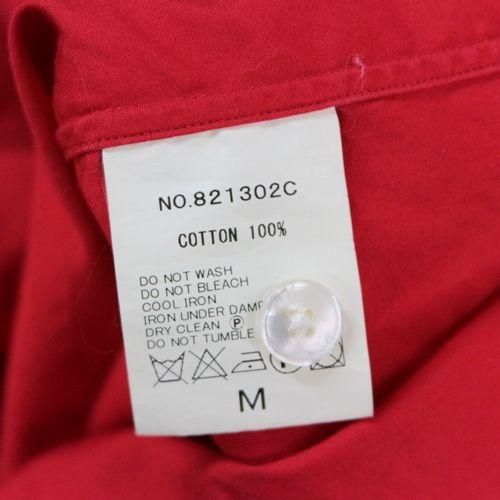 NO.821302C
COTTON 100%
DO NOT WASH
DO NOT BLEACH
COOL IRON
IRON UNDER DAMP
DRY CLEAN Ⓟ
DO NOT TUMBLE
M